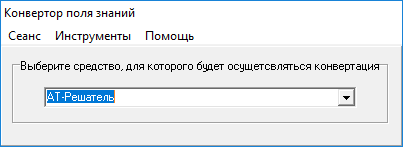 Конвертор поля знаний
Сеанс Инструменты Помощь
Выберите средство, для которого будет осущетсвляться конвертация
АТ-Решатель